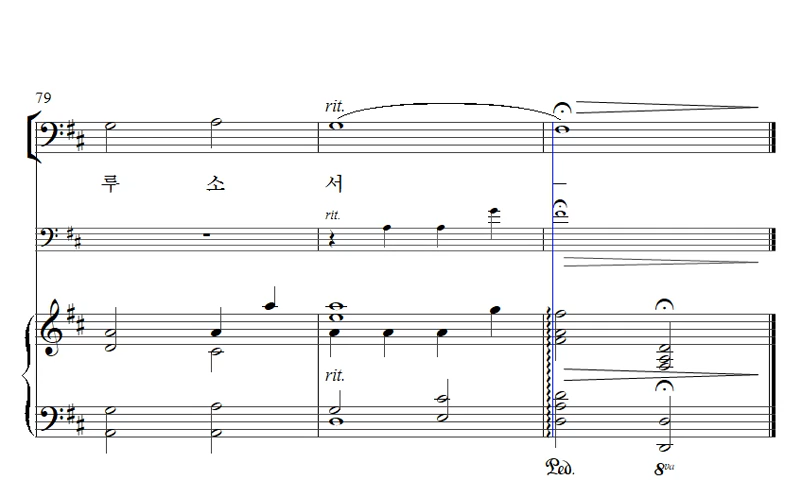 79
rit.
루 소 서 –
rit.
rit.
Ped. 8va